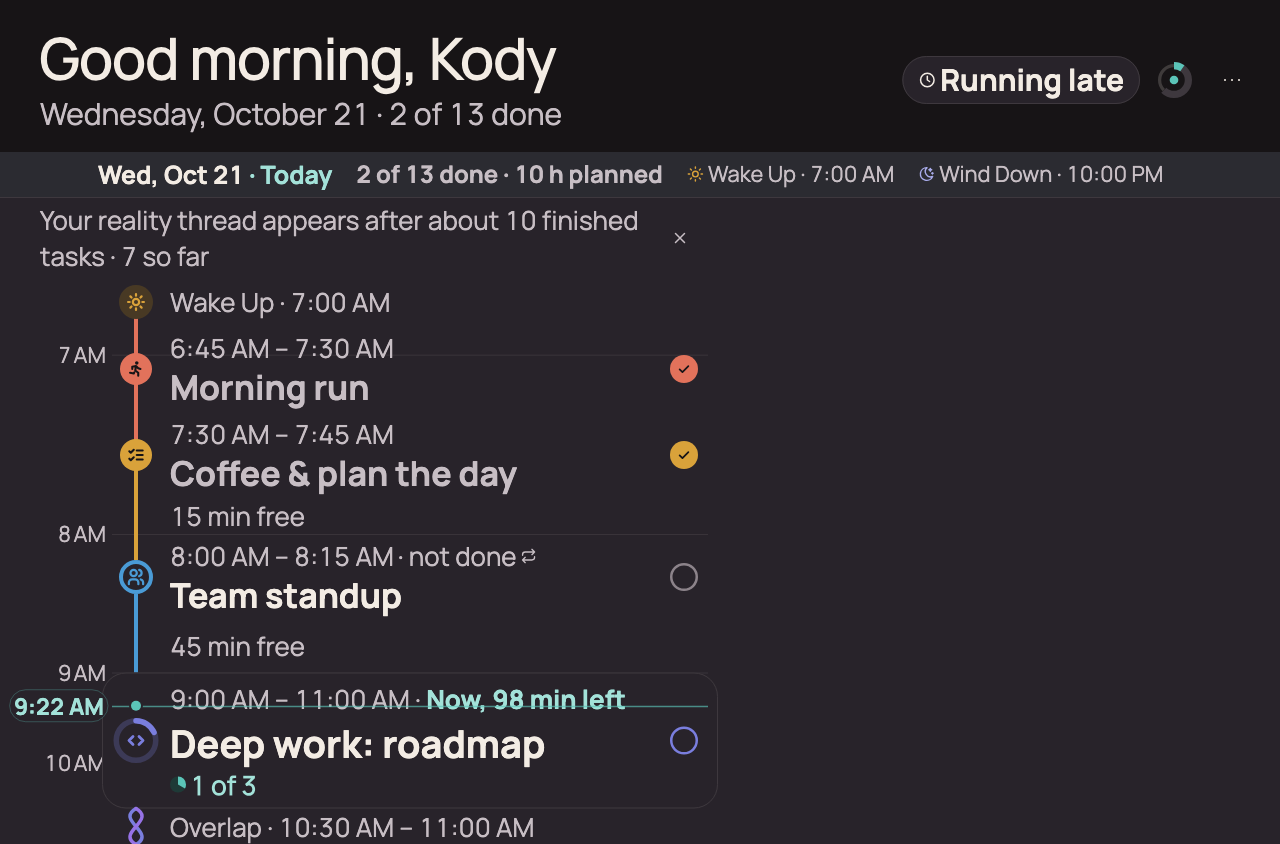 Good morning, Kody
Wednesday, October 21 · 2 of 13 done
Running late
Wed, Oct 21 · Today
2 of 13 done · 10 h planned
Wake Up · 7:00 AM
Wind Down · 10:00 PM
Your reality thread appears after about 10 finished
tasks · 7 so far
Wake Up · 7:00 AM
7 AM
6:45 AM – 7:30 AM
Morning run
7:30 AM – 7:45 AM
Coffee & plan the day
15 min free
8 AM
8:00 AM – 8:15 AM · not done
Team standup
45 min free
9 AM
9:00 AM – 11:00 AM · Now, 98 min left
9:22 AM
Deep work: roadmap
10 AM
1 of 3
Overlap · 10:30 AM – 11:00 AM